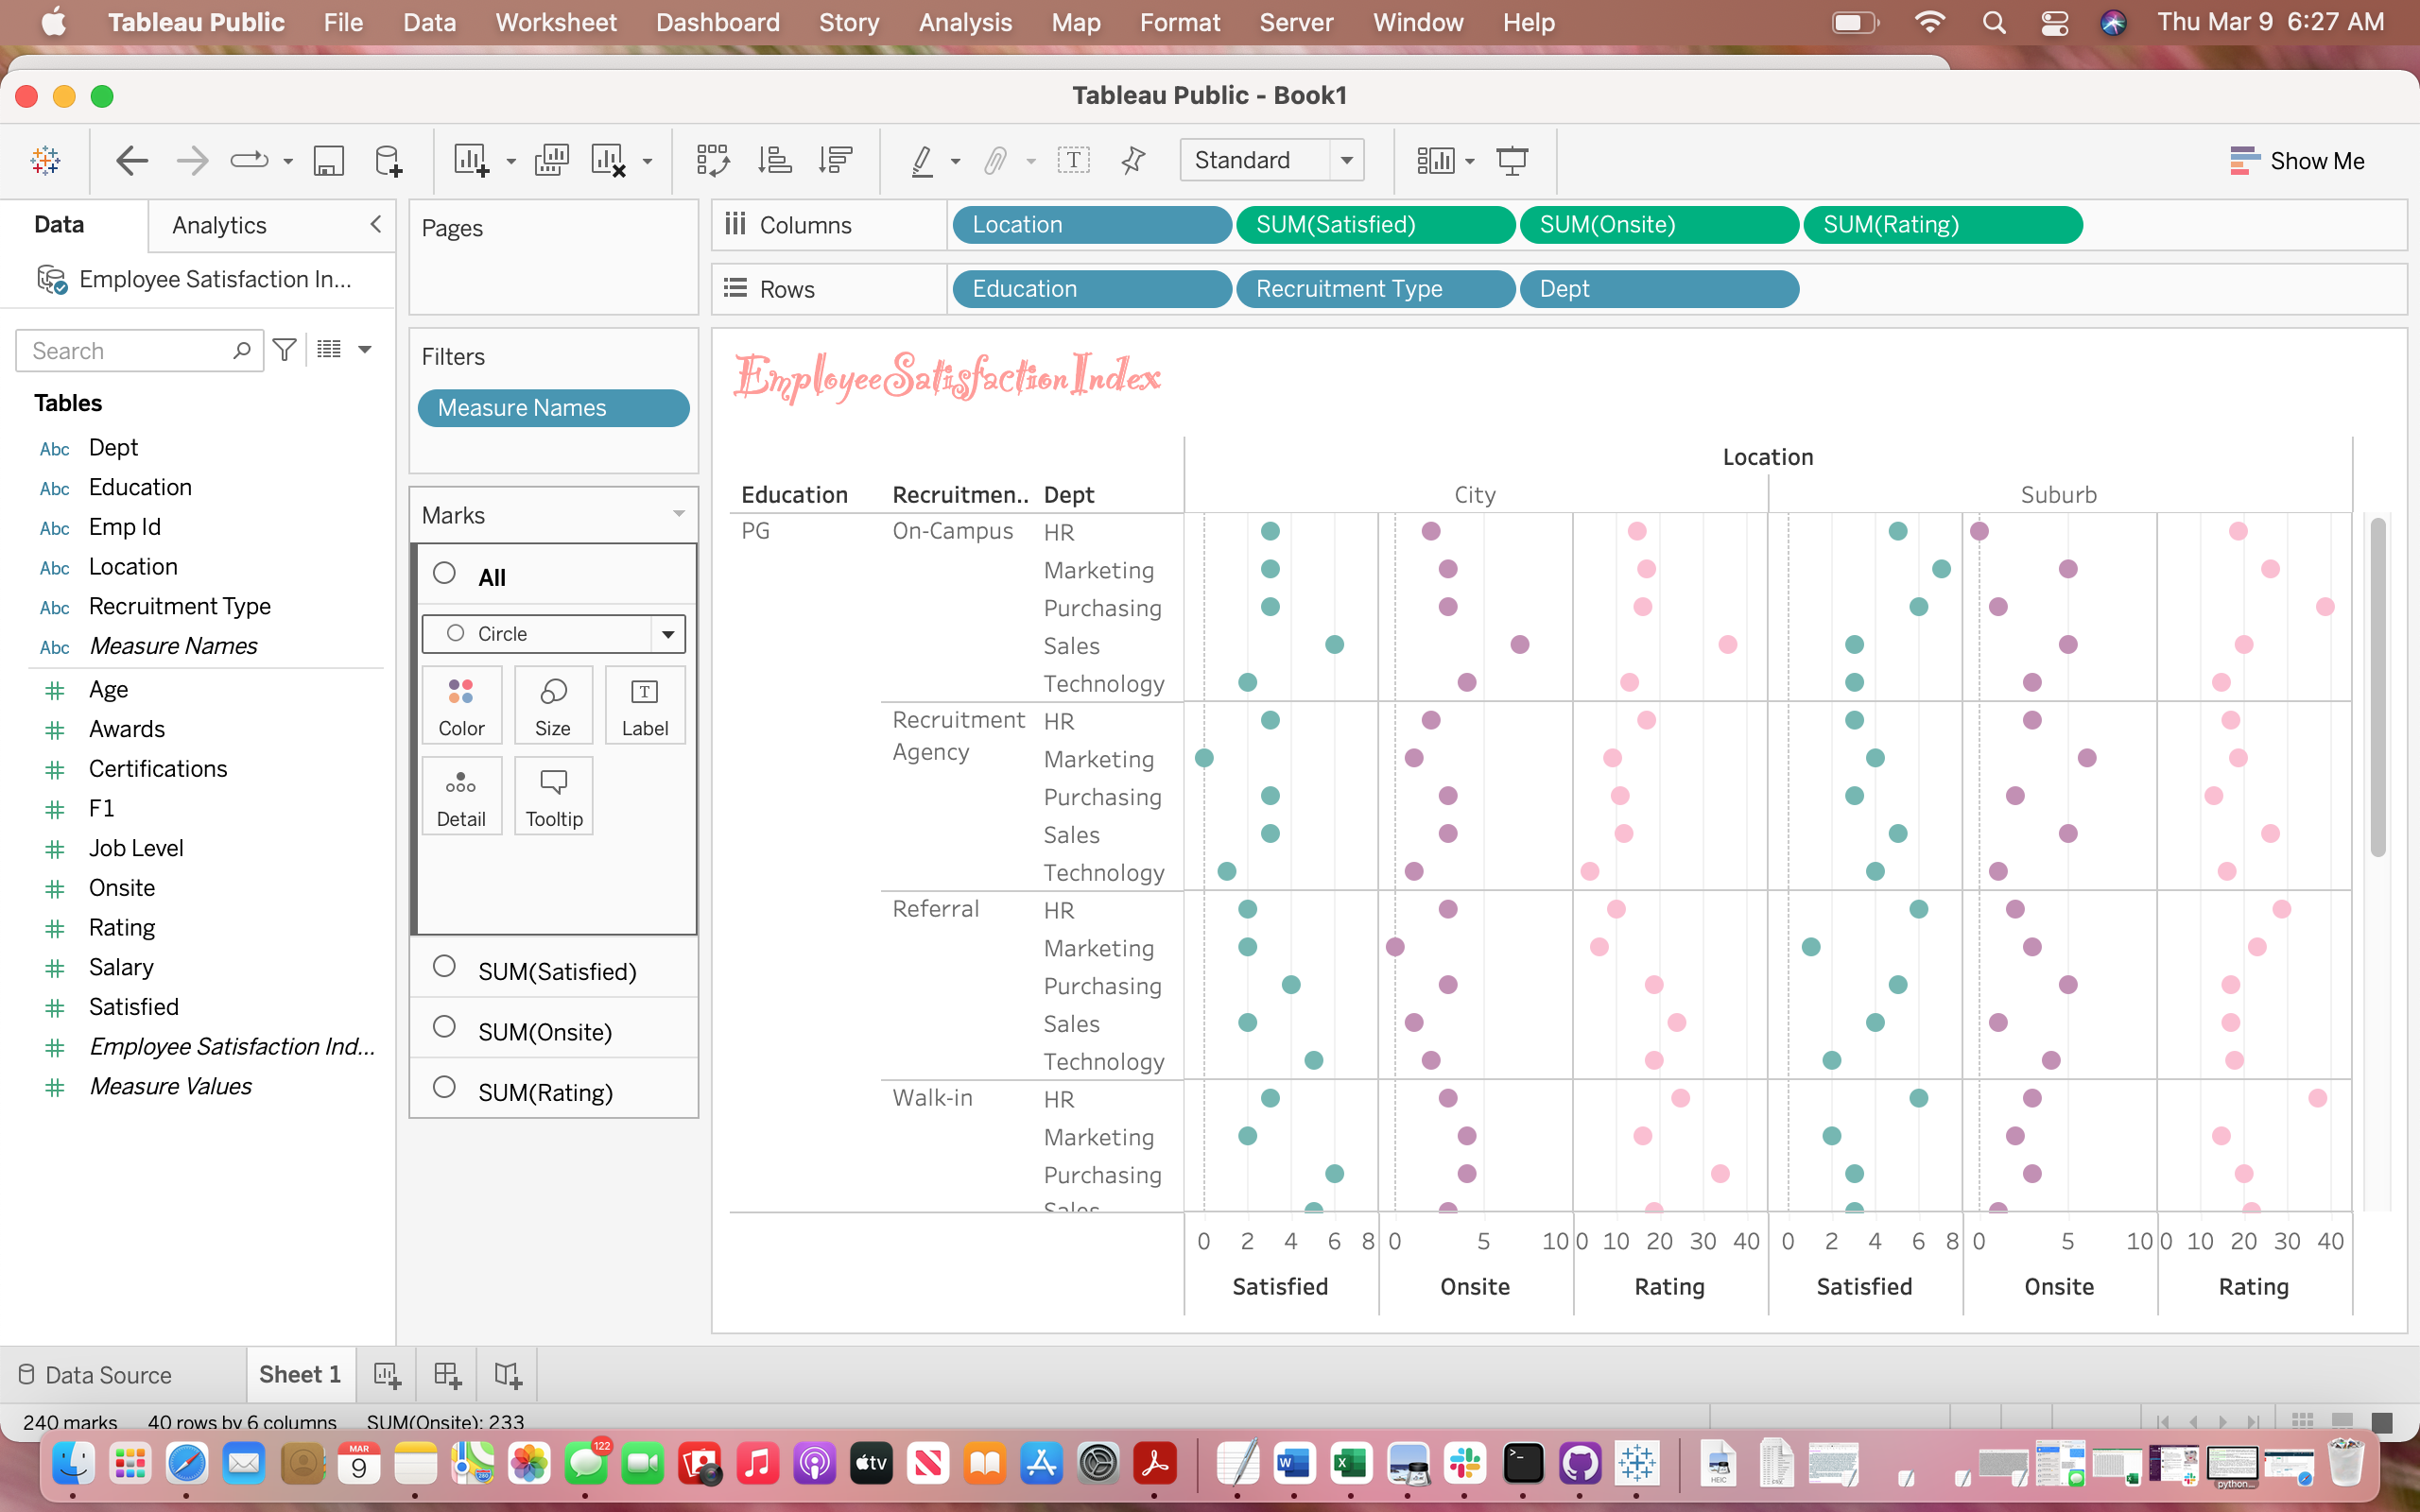 Tableau Public File Data Worksheet Dashboard Story Analysis Map Format Server Window Help Thu Mar 9 6:27 AM
Tableau Public - Book1
Standard Show Me
Data Analytics
Pages
Columns Location SUM(Satisfied) SUM(Onsite) SUM(Rating)
Rows Education Recruitment Type Dept
Employee Satisfaction In...
Search
Tables
Abc Dept
Abc Education
Abc Emp Id
Abc Location
Abc Recruitment Type
Abc Measure Names
Age
Awards
Certifications
F1
Job Level
Onsite
Rating
Salary
Satisfied
Employee Satisfaction Ind...
Measure Values
Filters
Measure Names
Marks
All
Circle
Color Size Label
Detail Tooltip
SUM(Satisfied)
SUM(Onsite)
SUM(Rating)
EmployeeSatisfactionIndex
Location
Education Recruitmen.. Dept City Suburb
PG On-Campus HR
Marketing
Purchasing
Sales
Technology
Recruitment Agency HR
Marketing
Purchasing
Sales
Technology
Referral HR
Marketing
Purchasing
Sales
Technology
Walk-in HR
Marketing
Purchasing
Sales
0 2 4 6 8 0 5 10 0 10 20 30 40 0 2 4 6 8 0 5 10 0 10 20 30 40
Satisfied Onsite Rating Satisfied Onsite Rating
Data Source Sheet 1
240 marks 40 rows by 6 columns SUM(Onsite): 233
MAR
9
122
tv
W
X
HEIC
python...